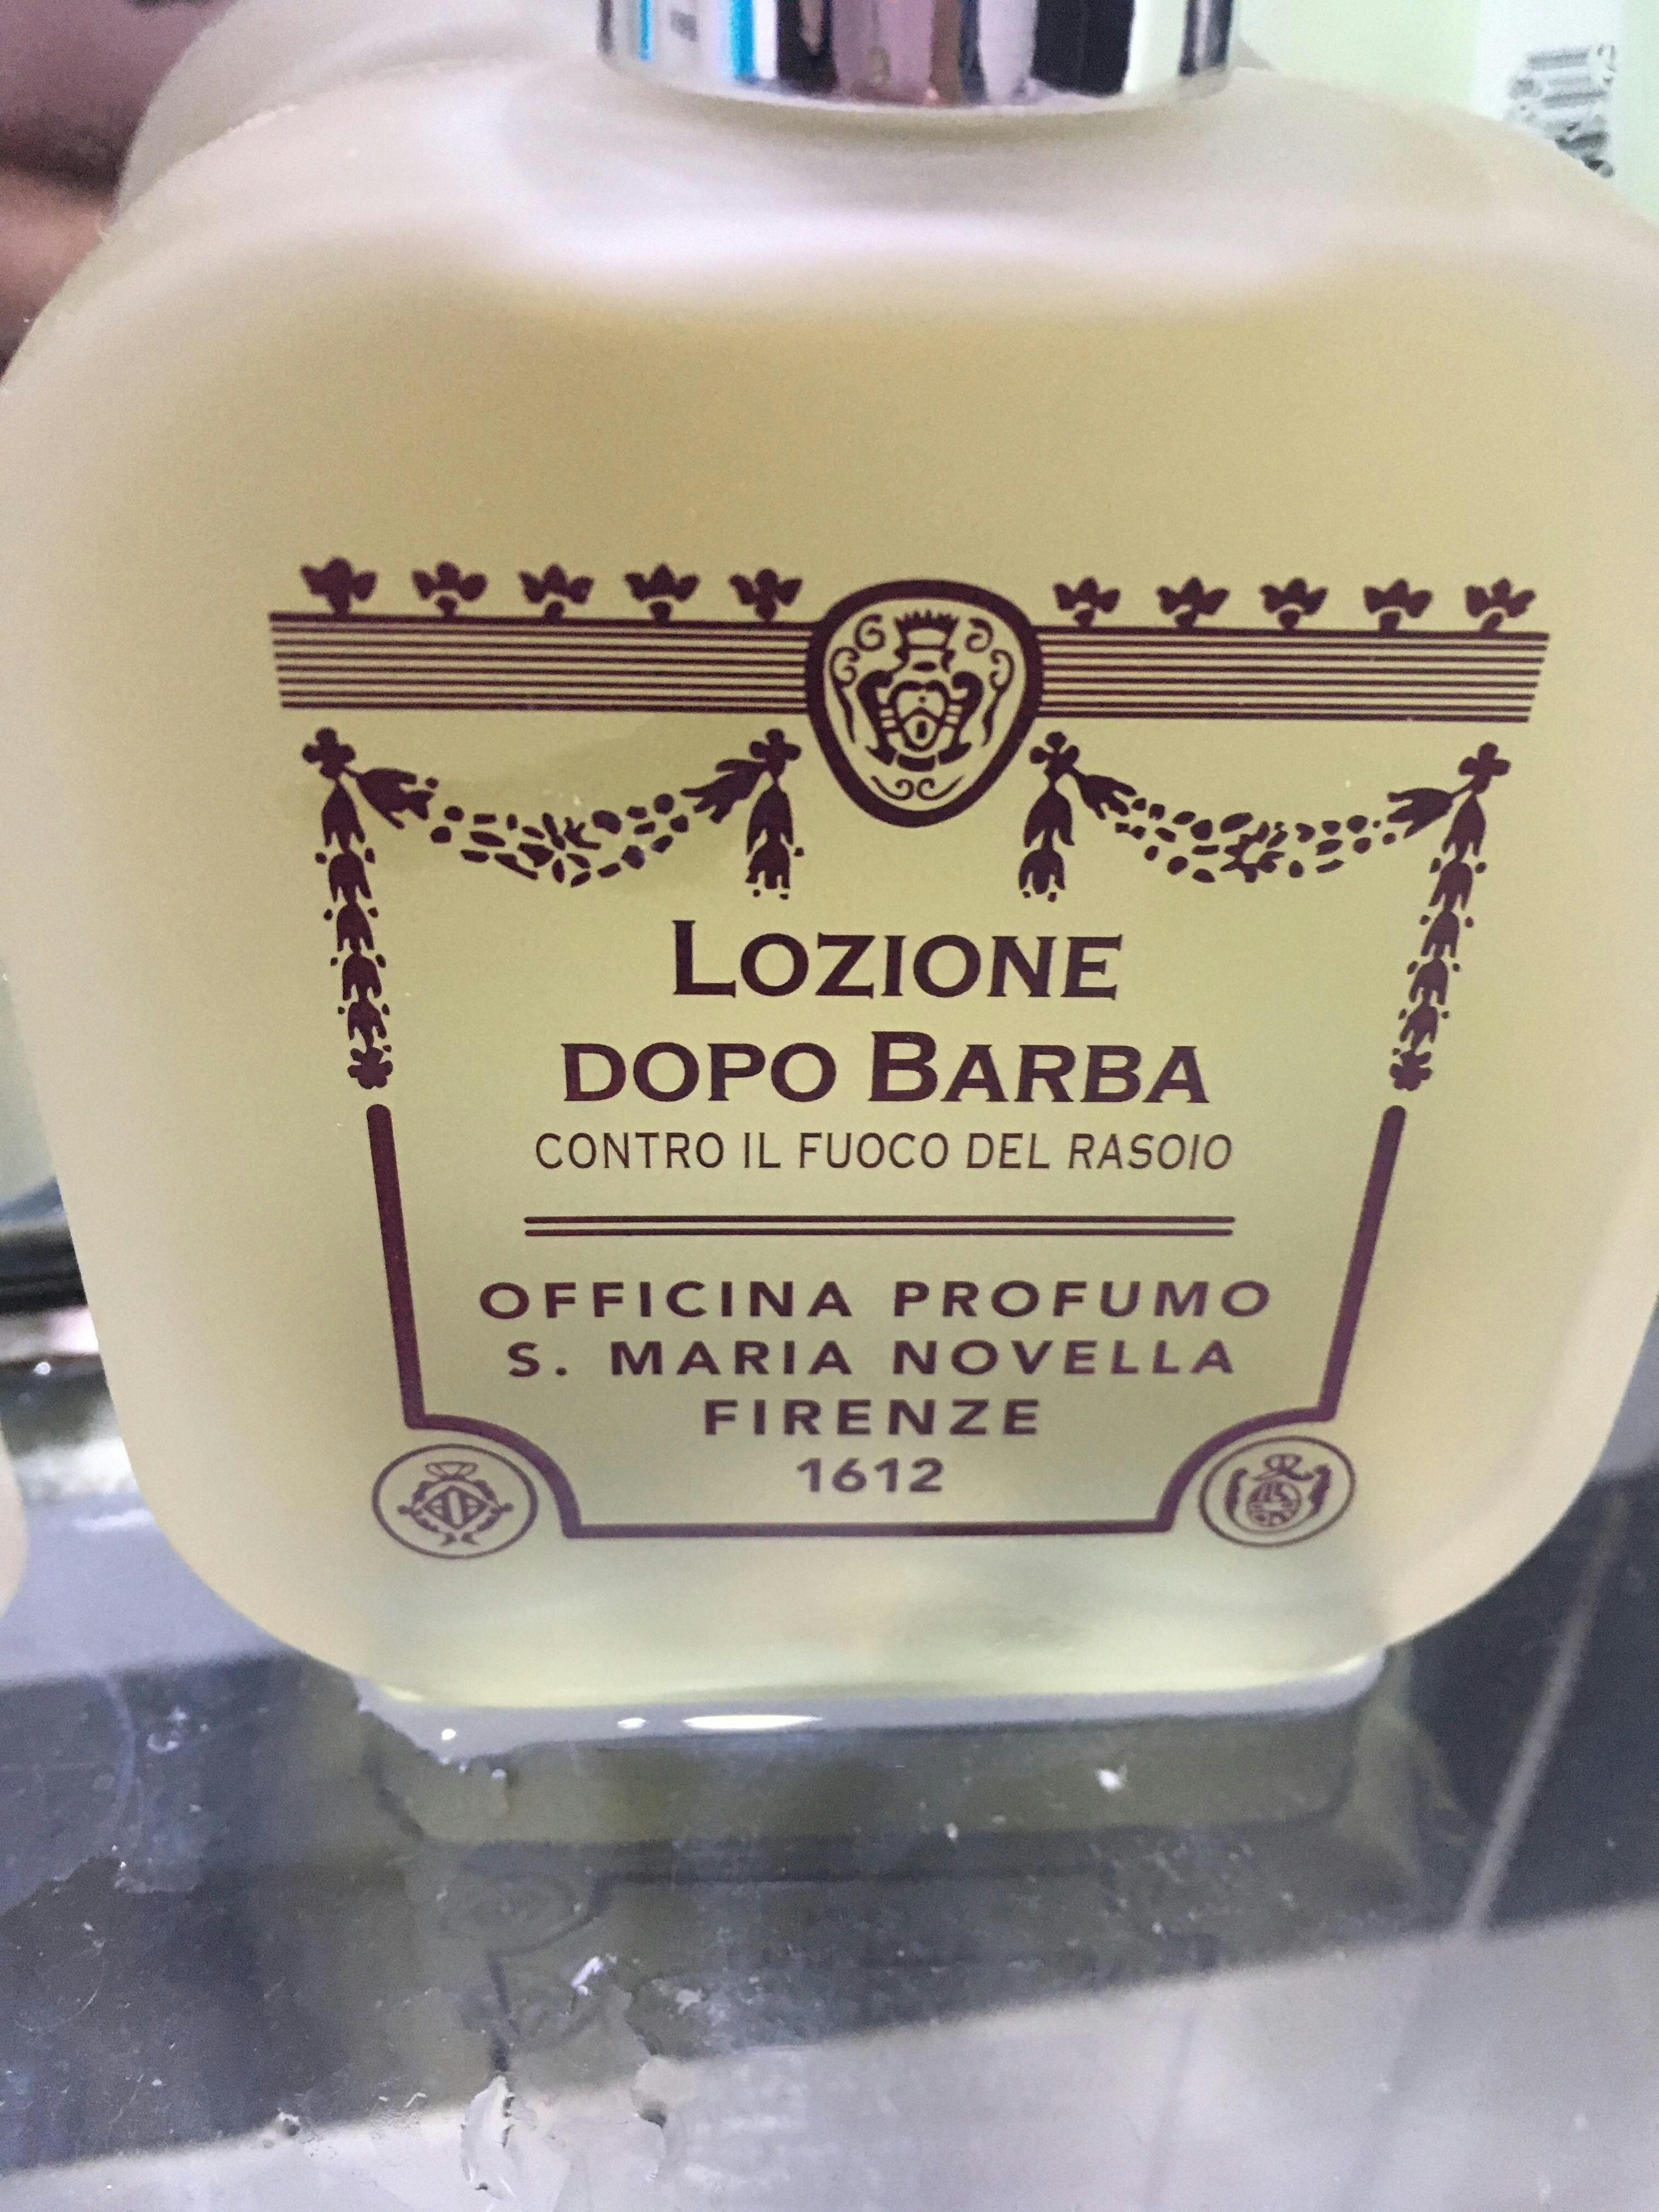 LOZIONE
DOPO BARBA
CONTRO IL FUOCO DEL RASOIO
OFFICINA PROFUMO
S. MARIA NOVELLA
FIRENZE
1612